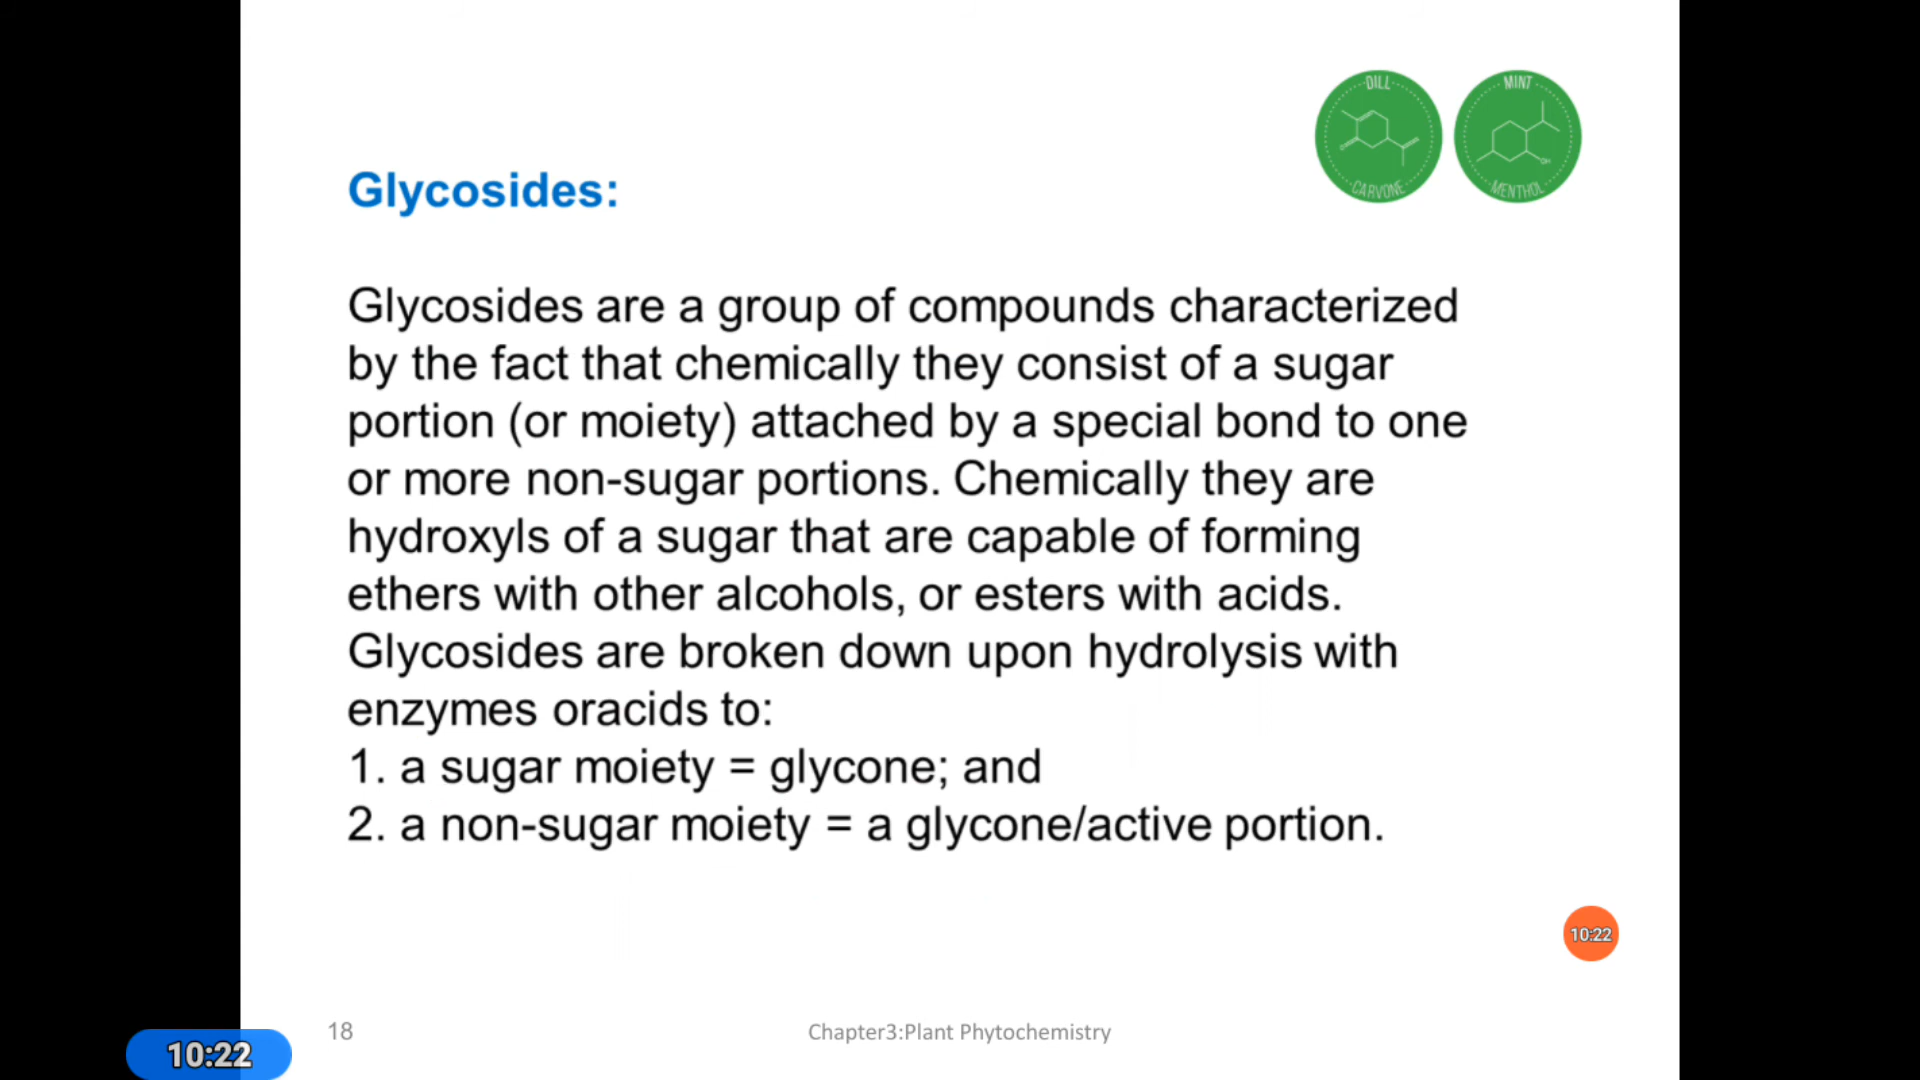 DILL
CARVONE
MINT
OH
MENTHOL
Glycosides:
Glycosides are a group of compounds characterized
by the fact that chemically they consist of a sugar
portion (or moiety) attached by a special bond to one
or more non-sugar portions. Chemically they are
hydroxyls of a sugar that are capable of forming
ethers with other alcohols, or esters with acids.
Glycosides are broken down upon hydrolysis with
enzymes oracids to:
1. a sugar moiety = glycone; and
2. a non-sugar moiety = a glycone/active portion.
10:22
18
Chapter3:Plant Phytochemistry
10:22